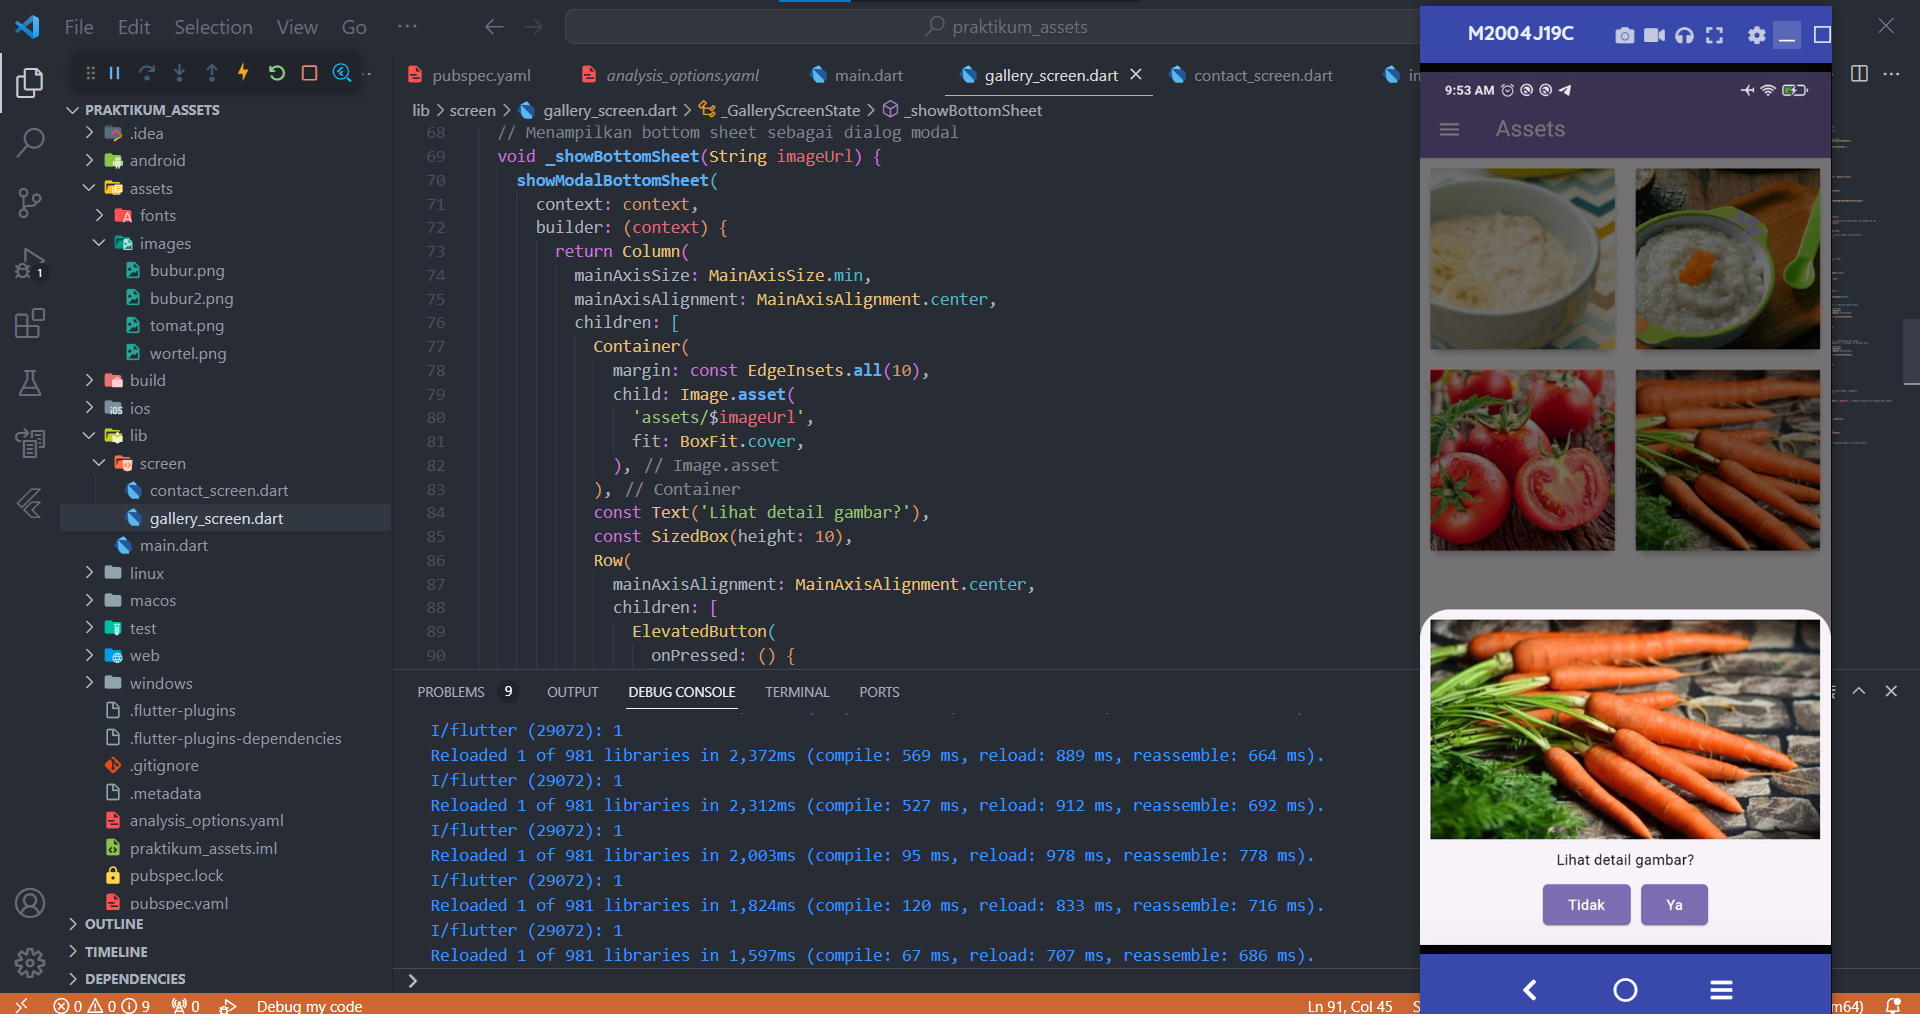 File Edit Selection View Go ···
praktikum_assets
pubspec.yaml analysis_options.yaml main.dart gallery_screen.dart contact_screen.dart
lib > screen > gallery_screen.dart > _GalleryScreenState > _showBottomSheet
PRAKTIKUM_ASSETS
.idea
android
assets
fonts
images
bubur.png
bubur2.png
tomat.png
wortel.png
build
ios
lib
screen
contact_screen.dart
gallery_screen.dart
main.dart
linux
macos
test
web
windows
.flutter-plugins
.flutter-plugins-dependencies
.gitignore
.metadata
analysis_options.yaml
praktikum_assets.iml
pubspec.lock
pubspec.yaml
OUTLINE
TIMELINE
DEPENDENCIES
1
68 // Menampilkan bottom sheet sebagai dialog modal
69 void _showBottomSheet(String imageUrl) {
70 showModalBottomSheet(
71 context: context,
72 builder: (context) {
73 return Column(
74 mainAxisSize: MainAxisSize.min,
75 mainAxisAlignment: MainAxisAlignment.center,
76 children: [
77 Container(
78 margin: const EdgeInsets.all(10),
79 child: Image.asset(
80 'assets/$imageUrl',
81 fit: BoxFit.cover,
82 ), // Image.asset
83 ), // Container
84 const Text('Lihat detail gambar?'),
85 const SizedBox(height: 10),
86 Row(
87 mainAxisAlignment: MainAxisAlignment.center,
88 children: [
89 ElevatedButton(
90 onPressed: () {
PROBLEMS 9 OUTPUT DEBUG CONSOLE TERMINAL PORTS
I/flutter (29072): 1
Reloaded 1 of 981 libraries in 2,372ms (compile: 569 ms, reload: 889 ms, reassemble: 664 ms).
I/flutter (29072): 1
Reloaded 1 of 981 libraries in 2,312ms (compile: 527 ms, reload: 912 ms, reassemble: 692 ms).
I/flutter (29072): 1
Reloaded 1 of 981 libraries in 2,003ms (compile: 95 ms, reload: 978 ms, reassemble: 778 ms).
I/flutter (29072): 1
Reloaded 1 of 981 libraries in 1,824ms (compile: 120 ms, reload: 833 ms, reassemble: 716 ms).
I/flutter (29072): 1
Reloaded 1 of 981 libraries in 1,597ms (compile: 67 ms, reload: 707 ms, reassemble: 686 ms).
0 0 9 0 Debug my code Ln 91, Col 45
M2004J19C
9:53 AM
Assets
Lihat detail gambar?
Tidak Ya